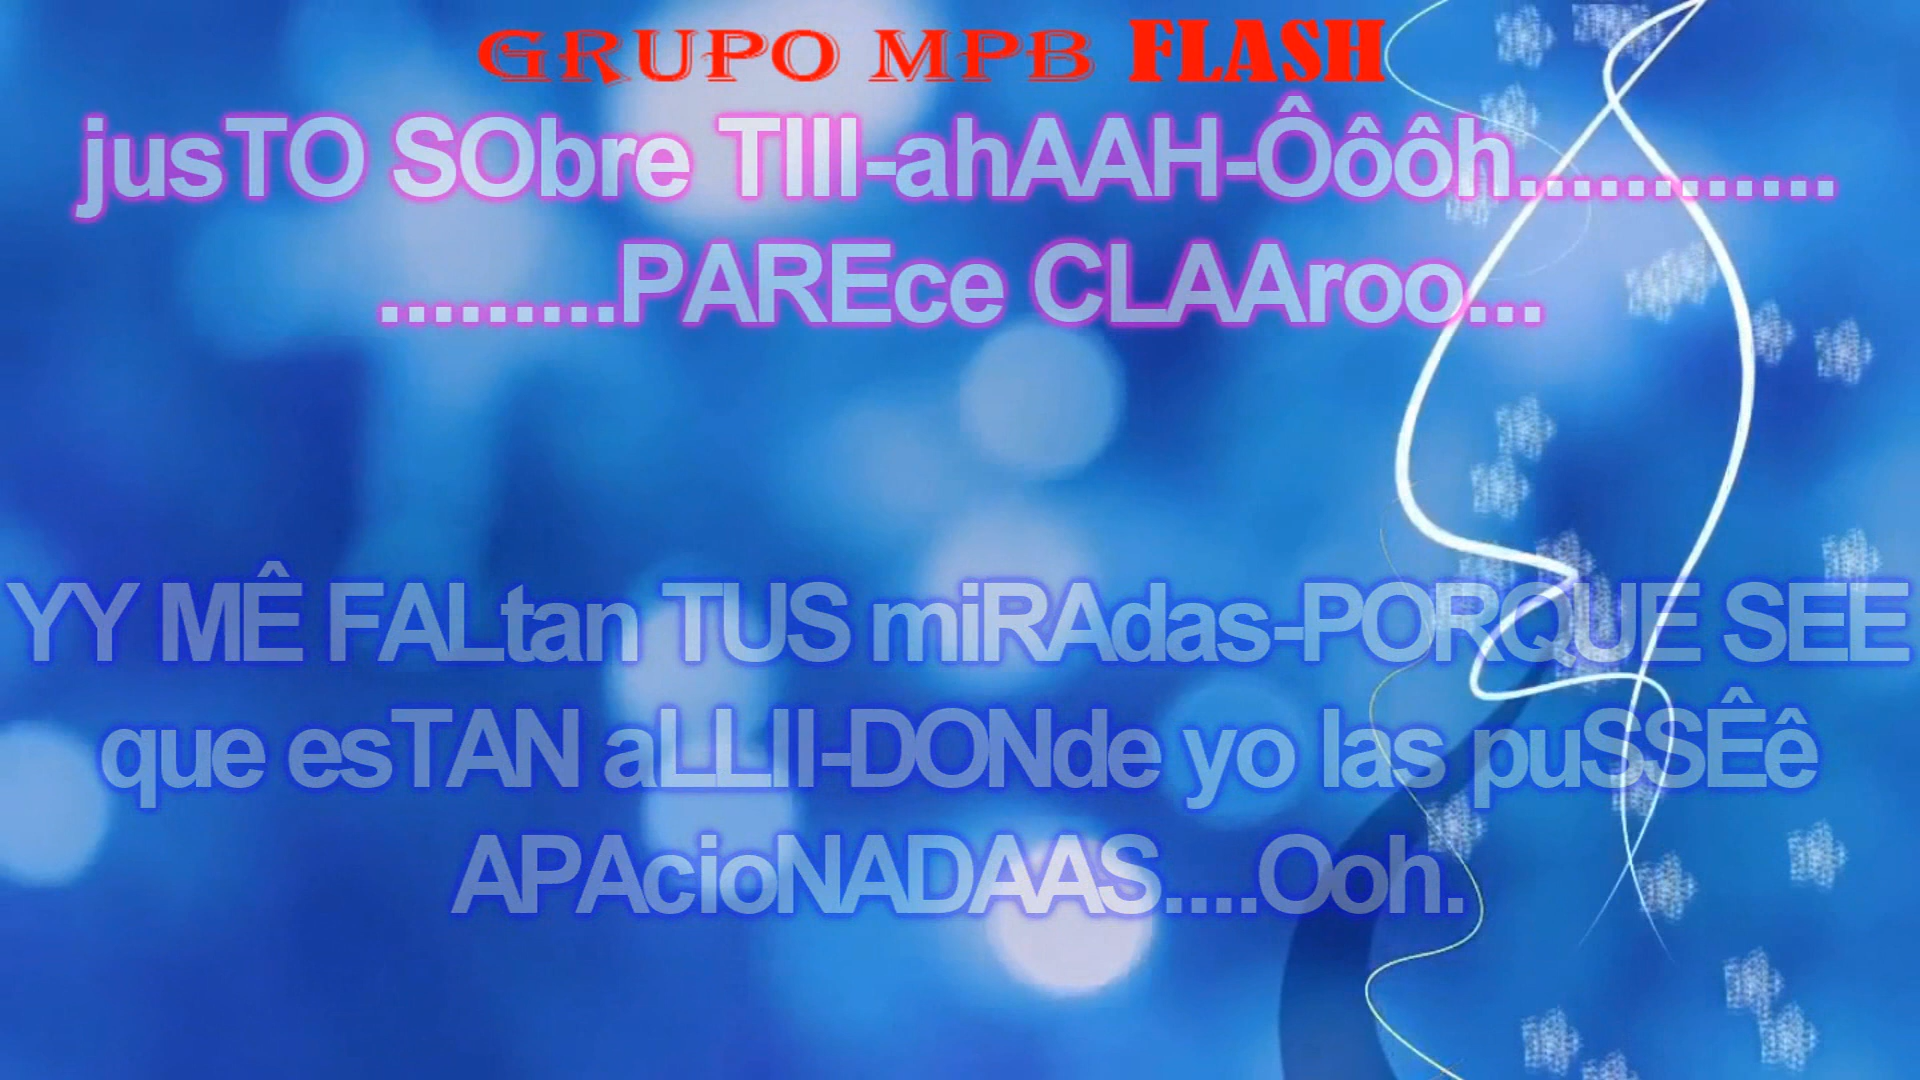 GRUPO MPB FLASH
jusTO SObre TIII-ahAAH-Ôôôh............
.........PAREce CLAAroo...
YY MÊ FALtan TUS miRAdas-PORQUE SEE
que esTAN aLLII-DONde yo las puSSÊê
APAcioNADAAS....Ooh.